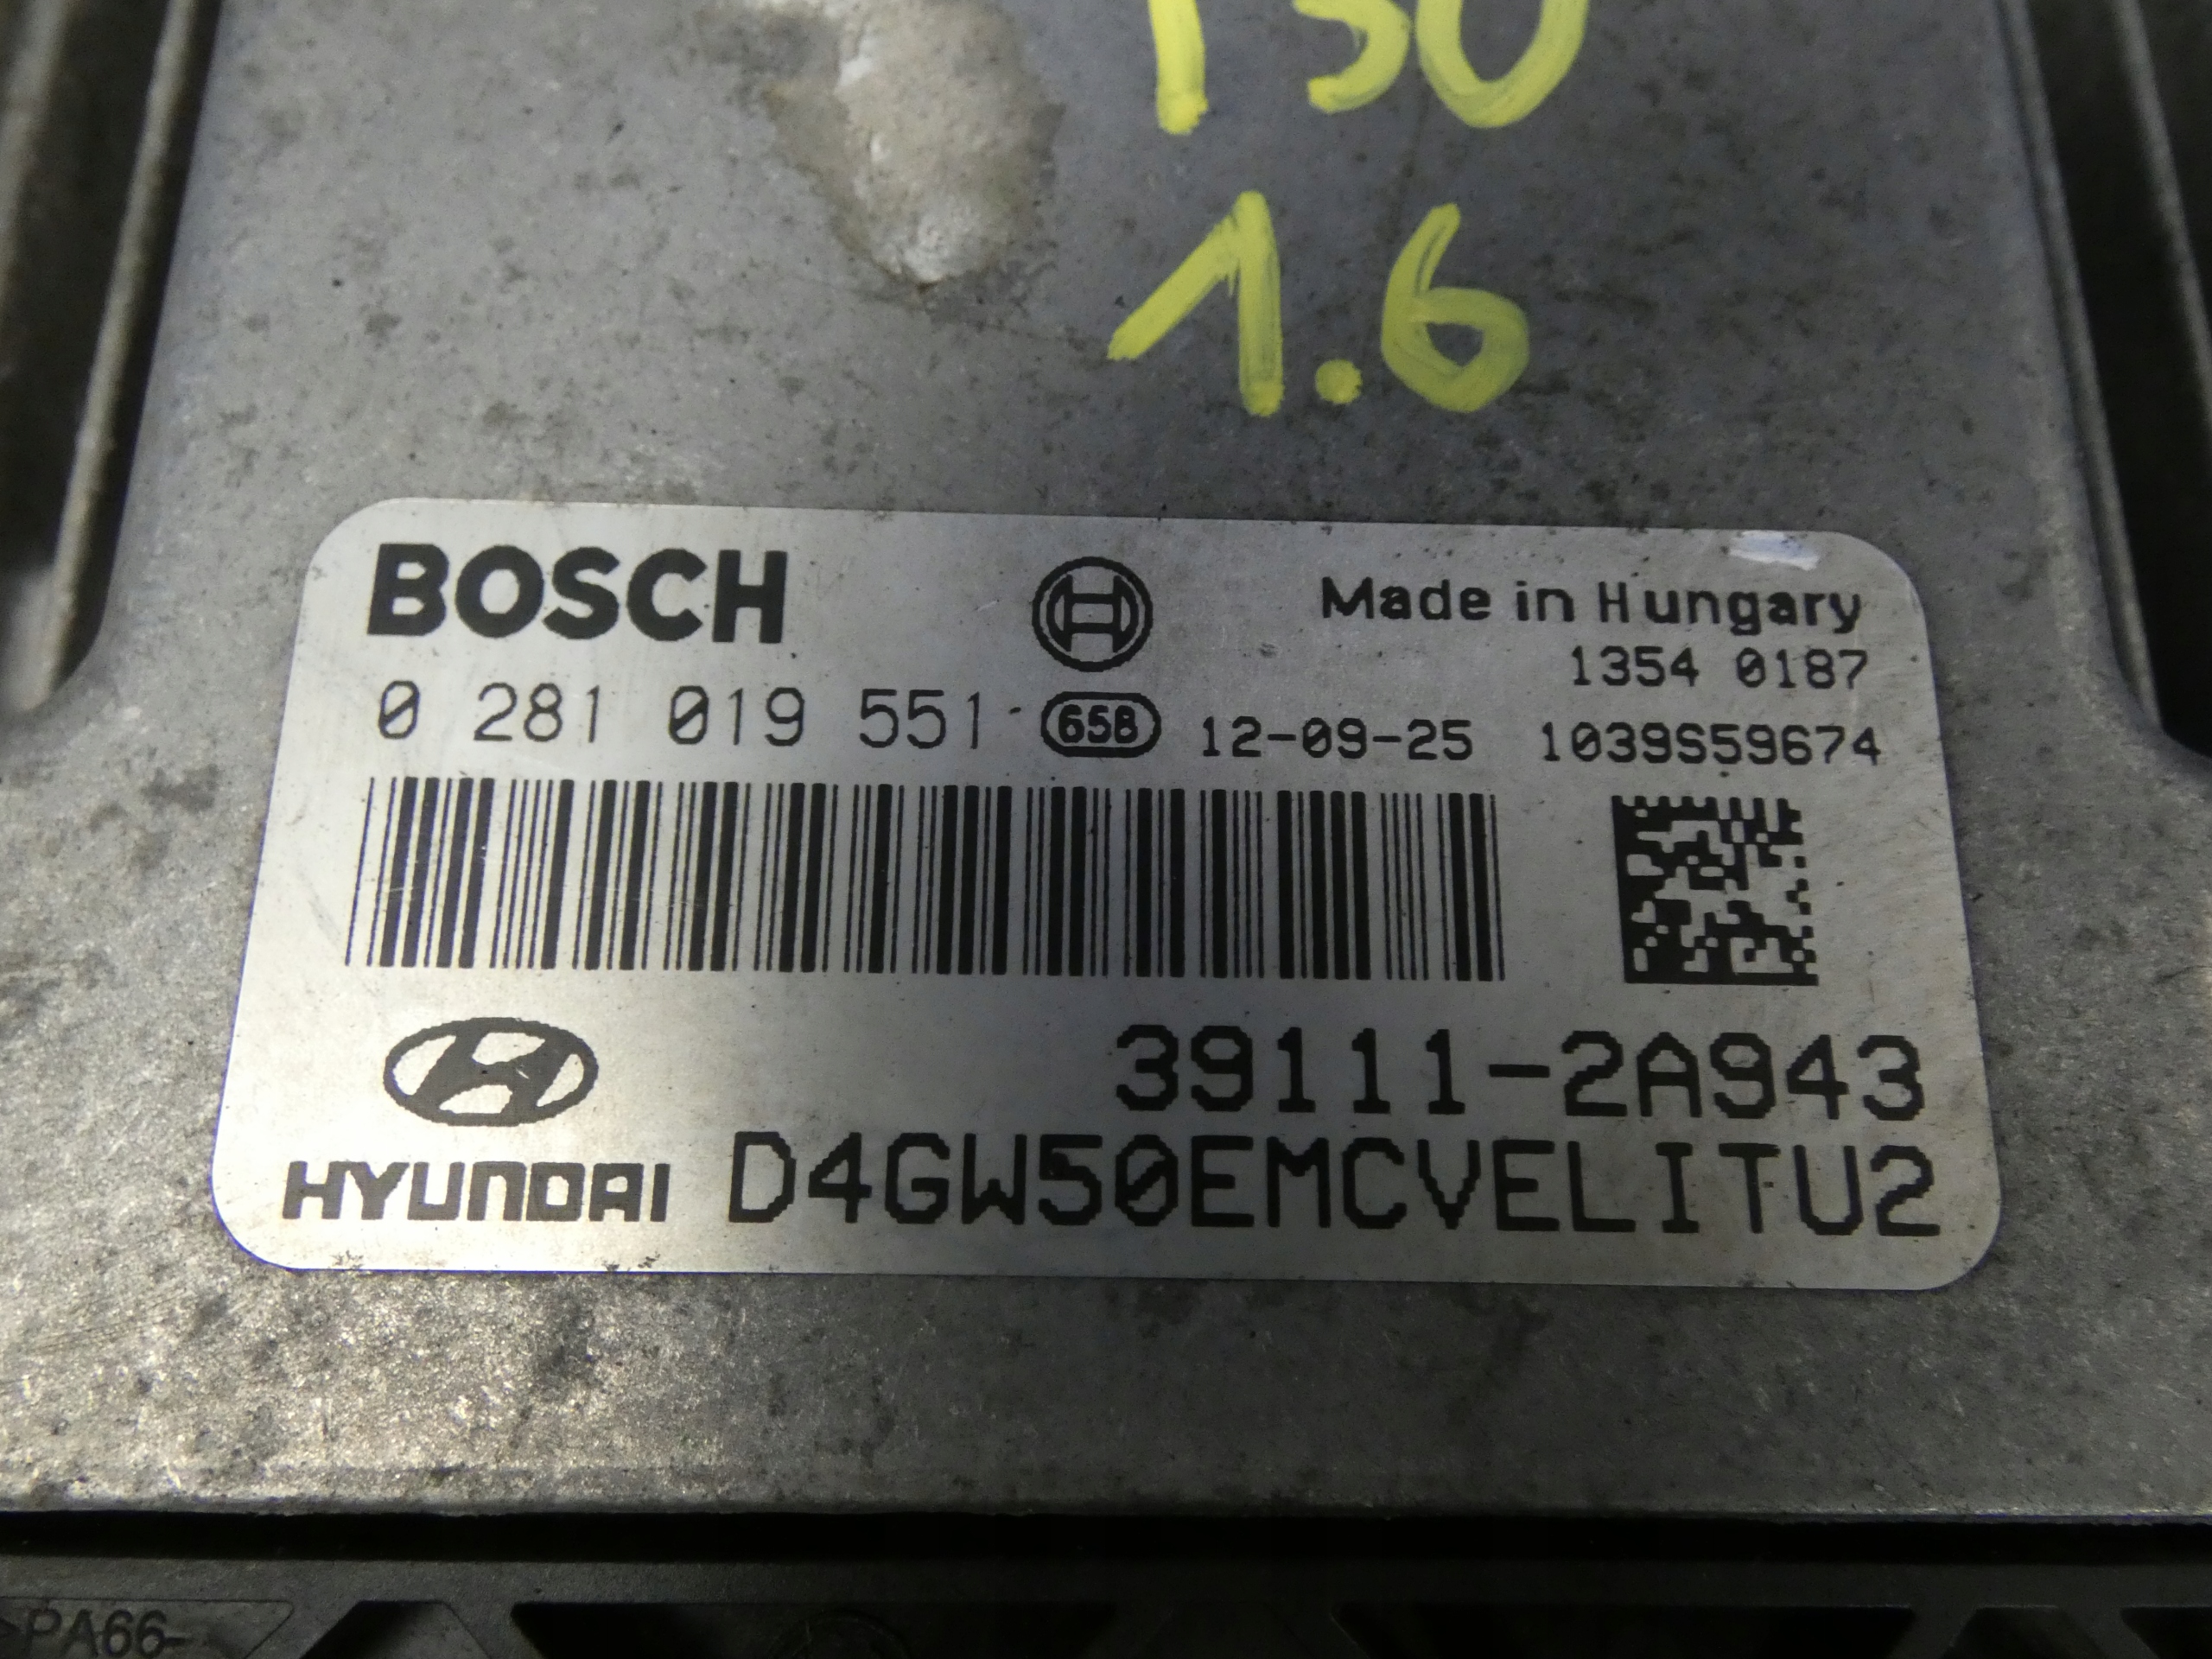 130
1.6
BOSCH
Made in Hungary
1354 0187
0 281 019 551 65B 12-09-25 1039S59674
39111-2A943
HYUNDAI D4GW50EMCVELITU2
>PA66-